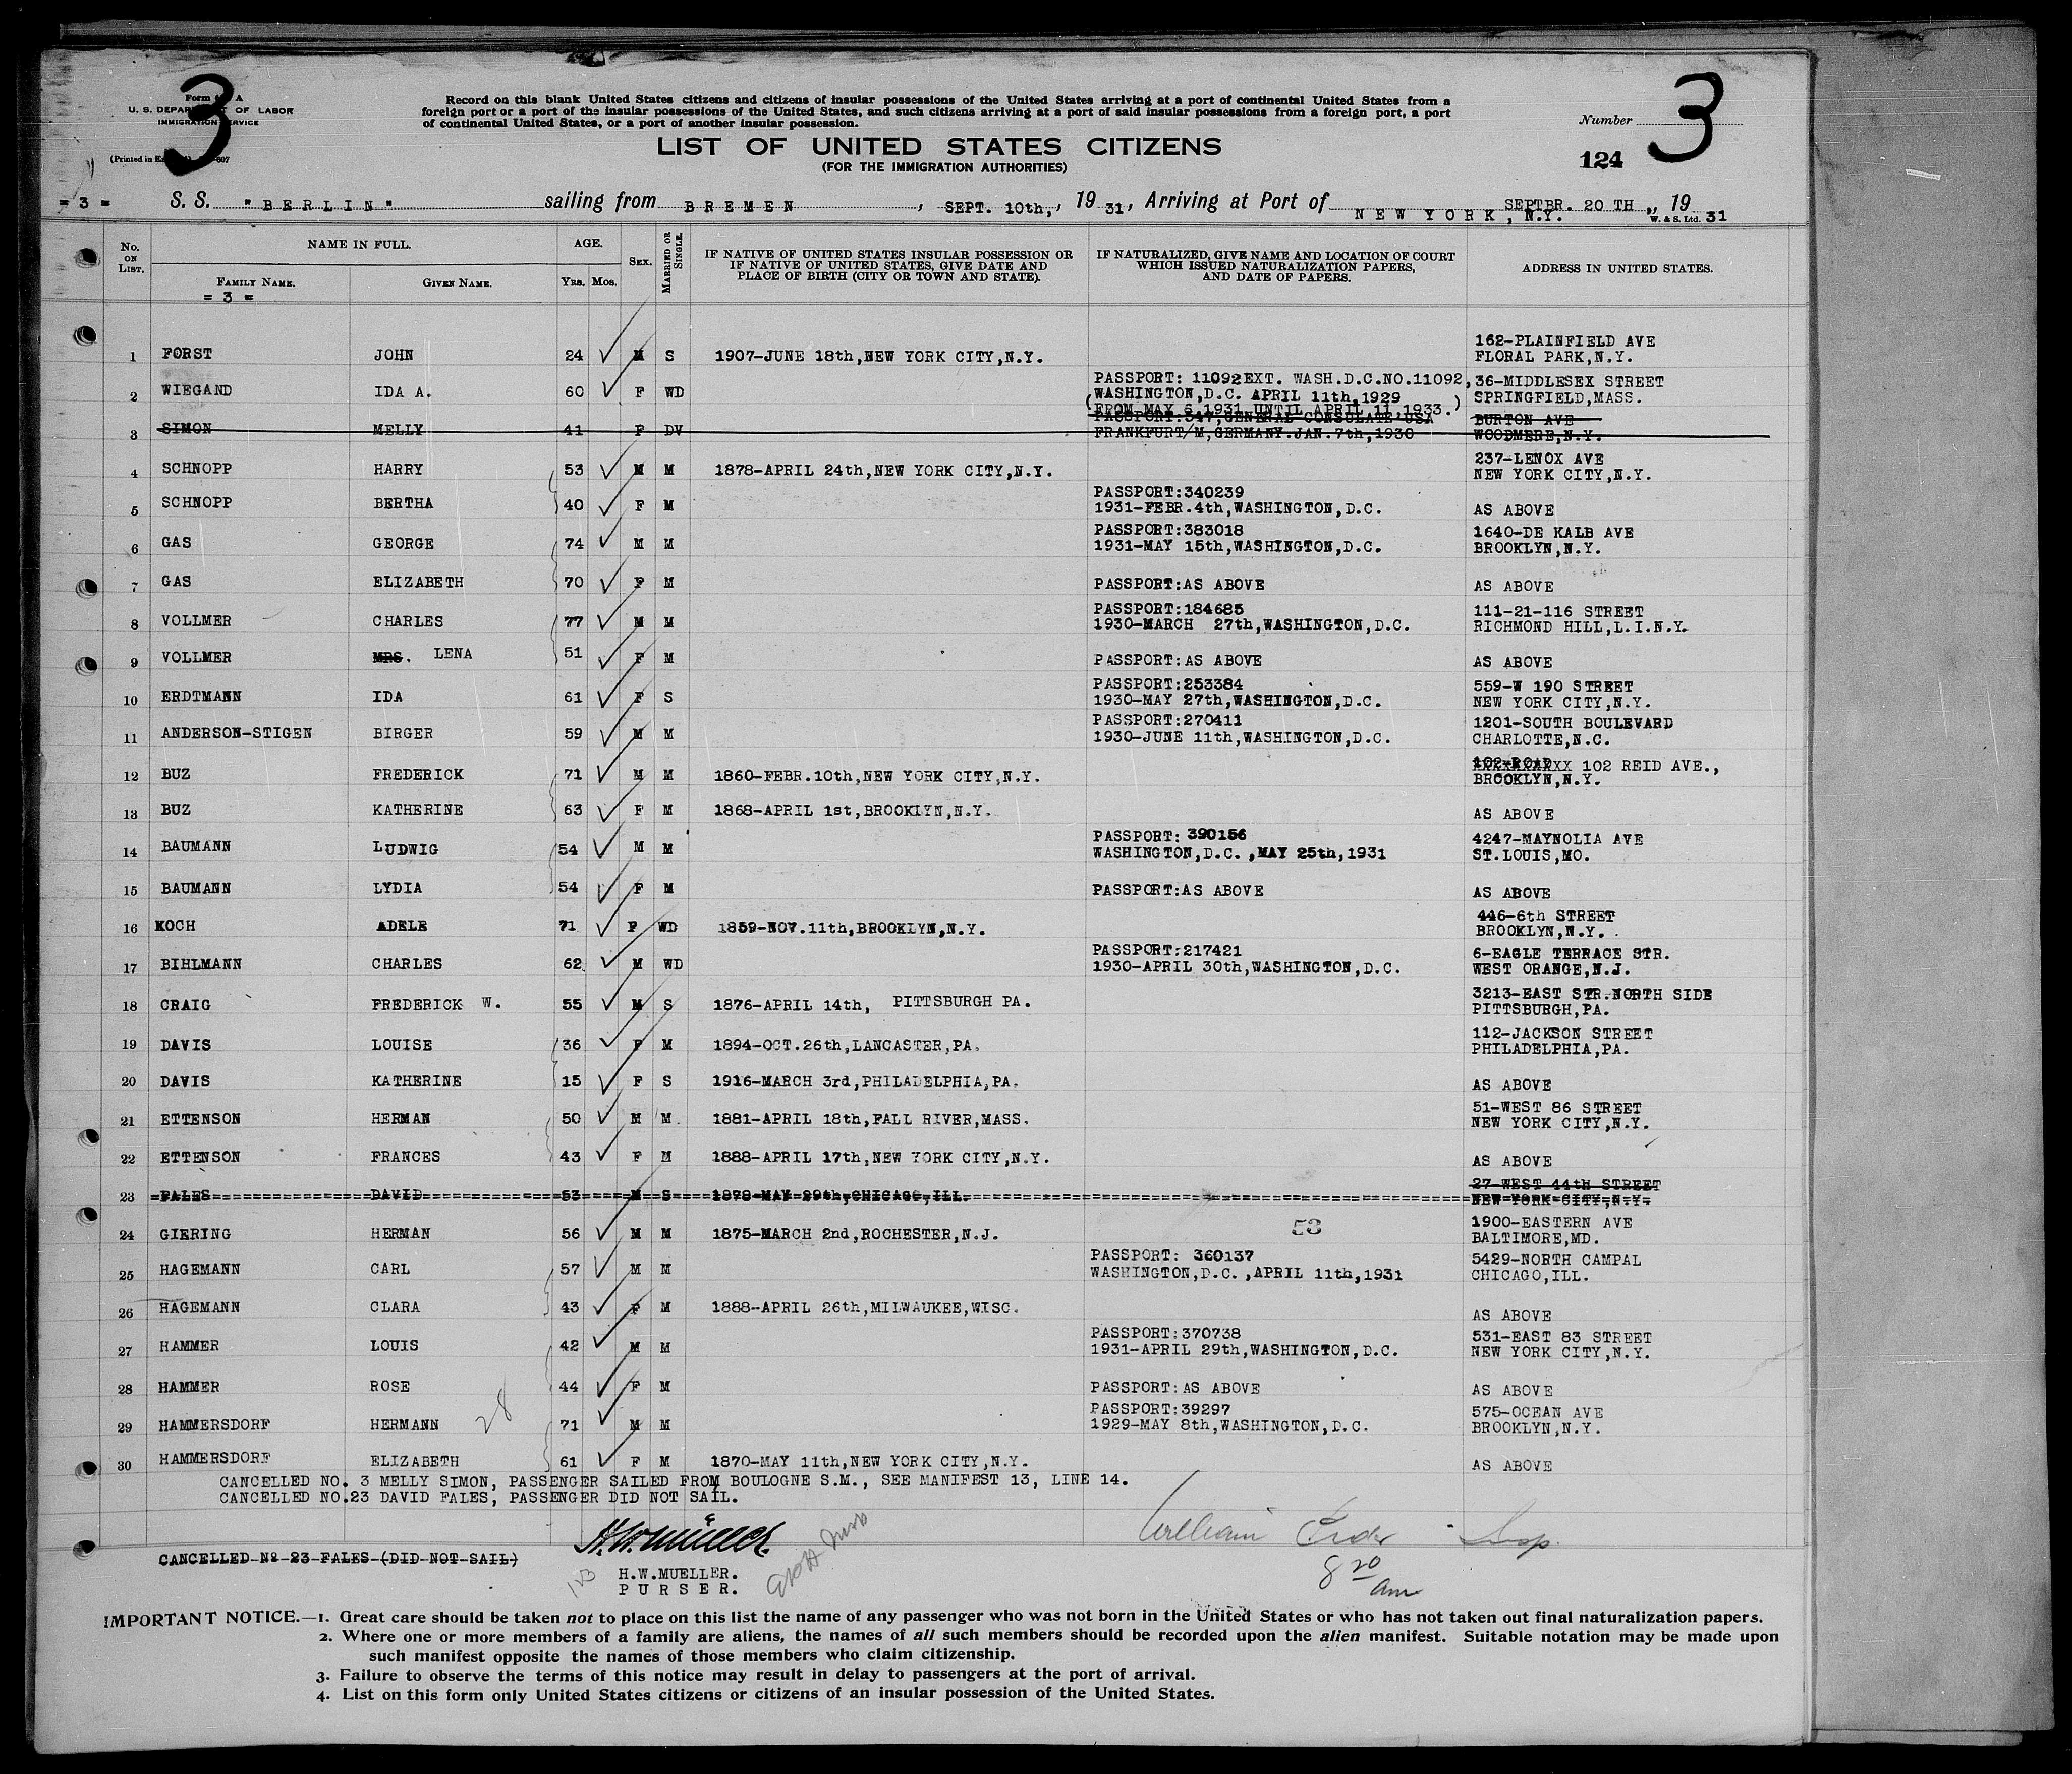 3
3
Form A
U. S. DEPARTMENT OF LABOR
IMMIGRATION SERVICE
Record on this blank United States citizens and citizens of insular possessions of the United States arriving at a port of continental United States from a
foreign port or a port of the insular possessions of the United States, and such citizens arriving at a port of said insular possessions from a foreign port, a port
of continental United States, or a port of another insular possession.
Number
LIST OF UNITED STATES CITIZENS
(FOR THE IMMIGRATION AUTHORITIES)
124
= 3 = S. S. "BERLIN" sailing from BREMEN, SEPT. 10th,, 19 31, Arriving at Port of NEW YORK, N.Y. SEPTBR. 20 TH ,, 19 31
W. & S. Ltd.
No. ON LIST. NAME IN FULL. AGE. SEX. MARRIED OR SINGLE. IF NATIVE OF UNITED STATES INSULAR POSSESSION OR IF NATIVE OF UNITED STATES, GIVE DATE AND PLACE OF BIRTH (CITY OR TOWN AND STATE). IF NATURALIZED, GIVE NAME AND LOCATION OF COURT WHICH ISSUED NATURALIZATION PAPERS, AND DATE OF PAPERS. ADDRESS IN UNITED STATES.
FAMILY NAME. GIVEN NAME. YRS. MOS.
= 3 =
1 FORST JOHN 24 M S 1907-JUNE 18th,NEW YORK CITY,N.Y. 162-PLAINFIELD AVE
FLORAL PARK,N.Y.
2 WIEGAND IDA A. 60 F WD PASSPORT: 11092EXT. WASH.D.C.NO.11092, 36-MIDDLESEX STREET
WASHINGTON,D.C. APRIL 11th,1929 SPRINGFIELD,MASS.
(FROM MAY 6,1931 UNTIL APRIL 11,1933.)
3 SIMON MELLY 41 F DV PASSPORT:547,GENERAL CONSULATE USA BURTON AVE
FRANKFURT/M,GERMANY.JAN.7th,1930 WOODMERE,N.Y.
4 SCHNOPP HARRY 53 M M 1878-APRIL 24th,NEW YORK CITY,N.Y. 237-LENOX AVE
NEW YORK CITY,N.Y.
5 SCHNOPP BERTHA 40 F M PASSPORT:340239
1931-FEBR.4th,WASHINGTON,D.C. AS ABOVE
6 GAS GEORGE 74 M M PASSPORT:383018 1640-DE KALB AVE
1931-MAY 15th,WASHINGTON,D.C. BROOKLYN,N.Y.
7 GAS ELIZABETH 70 F M PASSPORT:AS ABOVE AS ABOVE
8 VOLLMER CHARLES 77 M M PASSPORT:184685 111-21-116 STREET
1930-MARCH 27th,WASHINGTON,D.C. RICHMOND HILL,L.I.N.Y.
9 VOLLMER MRS. LENA 51 F M PASSPORT:AS ABOVE AS ABOVE
10 ERDTMANN IDA 61 F S PASSPORT:253384 559-W 190 STREET
1930-MAY 27th,WASHINGTON,D.C. NEW YORK CITY,N.Y.
11 ANDERSON-STIGEN BIRGER 59 M M PASSPORT:270411 1201-SOUTH BOULEVARD
1930-JUNE 11th,WASHINGTON,D.C. CHARLOTTE,N.C.
12 BUZ FREDERICK 71 M M 1860-FEBR.10th,NEW YORK CITY,N.Y. 102 REID AVE.,
BROOKLYN,N.Y.
13 BUZ KATHERINE 63 F M 1868-APRIL 1st,BROOKLYN,N.Y. AS ABOVE
14 BAUMANN LUDWIG 54 M M PASSPORT: 390156 4247-MAYNOLIA AVE
WASHINGTON,D.C. ,MAY 25th,1931 ST.LOUIS,MO.
15 BAUMANN LYDIA 54 F M PASSPORT:AS ABOVE AS ABOVE
16 KOCH ADELE 71 F WD 1859-NOV.11th,BROOKLYN,N.Y. 446-6th STREET
BROOKLYN,N.Y.
17 BIHLMANN CHARLES 62 M WD PASSPORT:217421 6-EAGLE TERRACE STR.
1930-APRIL 30th,WASHINGTON,D.C. WEST ORANGE,N.J.
18 CRAIG FREDERICK W. 55 M S 1876-APRIL 14th, PITTSBURGH PA. 3213-EAST STR.NORTH SIDE
PITTSBURGH,PA.
19 DAVIS LOUISE 36 F M 1894-OCT.26th,LANCASTER,PA. 112-JACKSON STREET
PHILADELPHIA,PA.
20 DAVIS KATHERINE 15 F S 1916-MARCH 3rd,PHILADELPHIA,PA. AS ABOVE
21 ETTENSON HERMAN 50 M M 1881-APRIL 18th,FALL RIVER,MASS. 51-WEST 86 STREET
NEW YORK CITY,N.Y.
22 ETTENSON FRANCES 43 F M 1888-APRIL 17th,NEW YORK CITY,N.Y. AS ABOVE
23 FALES DAVID 53 M S 1878-MAY 29th,CHICAGO,ILL. 27-WEST 44th STREET
NEW YORK CITY,N.Y.
24 GIERING HERMAN 56 M M 1875-MARCH 2nd,ROCHESTER,N.J. 53 1900-EASTERN AVE
BALTIMORE,MD.
25 HAGEMANN CARL 57 M M PASSPORT: 360137 5429-NORTH CAMPAL
WASHINGTON,D.C. ,APRIL 11th,1931 CHICAGO,ILL.
26 HAGEMANN CLARA 43 F M 1888-APRIL 26th,MILWAUKEE,WISC. AS ABOVE
27 HAMMER LOUIS 42 M M PASSPORT:370738 531-EAST 83 STREET
1931-APRIL 29th,WASHINGTON,D.C. NEW YORK CITY,N.Y.
28 HAMMER ROSE 44 F M PASSPORT:AS ABOVE AS ABOVE
29 HAMMERSDORF HERMANN 28 71 M M PASSPORT:39297 575-OCEAN AVE
1929-MAY 8th,WASHINGTON,D.C. BROOKLYN,N.Y.
30 HAMMERSDORF ELIZABETH 61 F M 1870-MAY 11th,NEW YORK CITY,N.Y. AS ABOVE
CANCELLED NO. 3 MELLY SIMON, PASSENGER SAILED FROM BOULOGNE S.M., SEE MANIFEST 13, LINE 14.
CANCELLED NO.23 DAVID FALES, PASSENGER DID NOT SAIL.
H.W. Müller. William Insp.
CANCELLED No 23 FALES (DID NOT SAIL)
H.W.MUELLER.
PURSER.
8 20 am
IMPORTANT NOTICE.—1. Great care should be taken not to place on this list the name of any passenger who was not born in the United States or who has not taken out final naturalization papers.
2. Where one or more members of a family are aliens, the names of all such members should be recorded upon the alien manifest. Suitable notation may be made upon
such manifest opposite the names of those members who claim citizenship.
3. Failure to observe the terms of this notice may result in delay to passengers at the port of arrival.
4. List on this form only United States citizens or citizens of an insular possession of the United States.